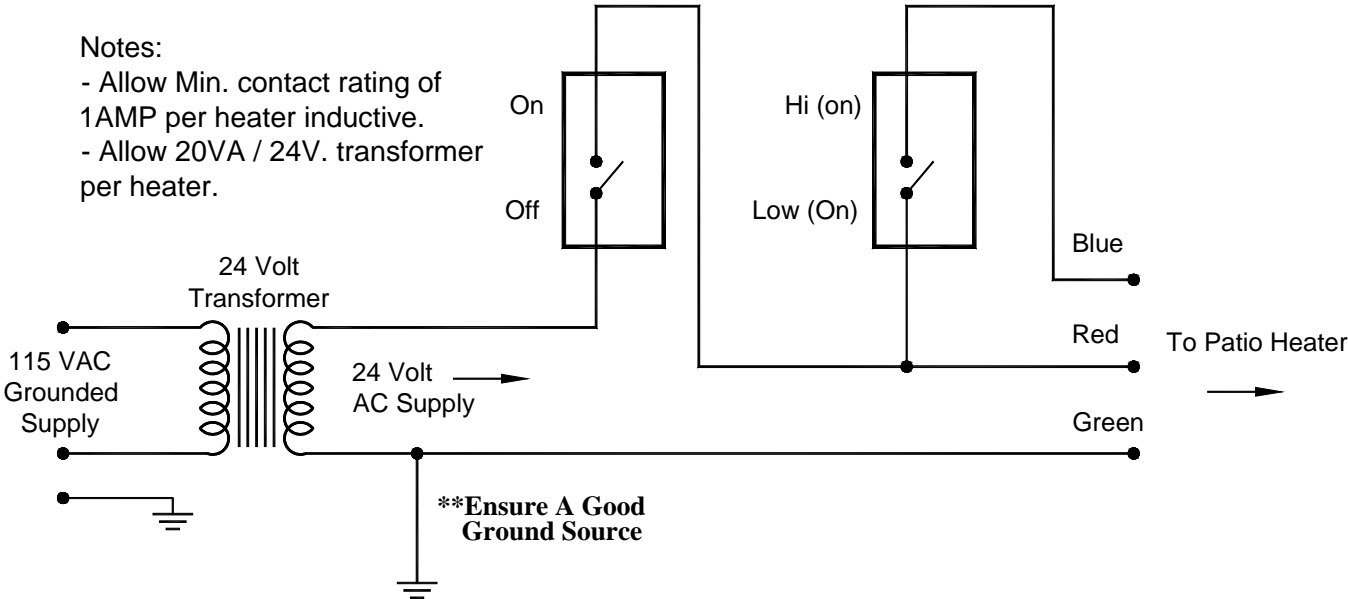 Notes:
- Allow Min. contact rating of
1AMP per heater inductive.
- Allow 20VA / 24V. transformer
per heater.
On
Off
Hi (on)
Low (On)
24 Volt
Transformer
115 VAC
Grounded
Supply
24 Volt
AC Supply
Blue
Red
Green
To Patio Heater
**Ensure A Good
Ground Source